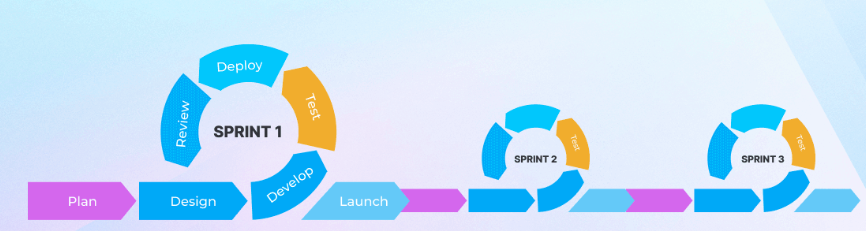 Deploy
Test
Review
SPRINT 1
Develop
Plan
Design
Launch
Test
SPRINT 2
Test
SPRINT 3